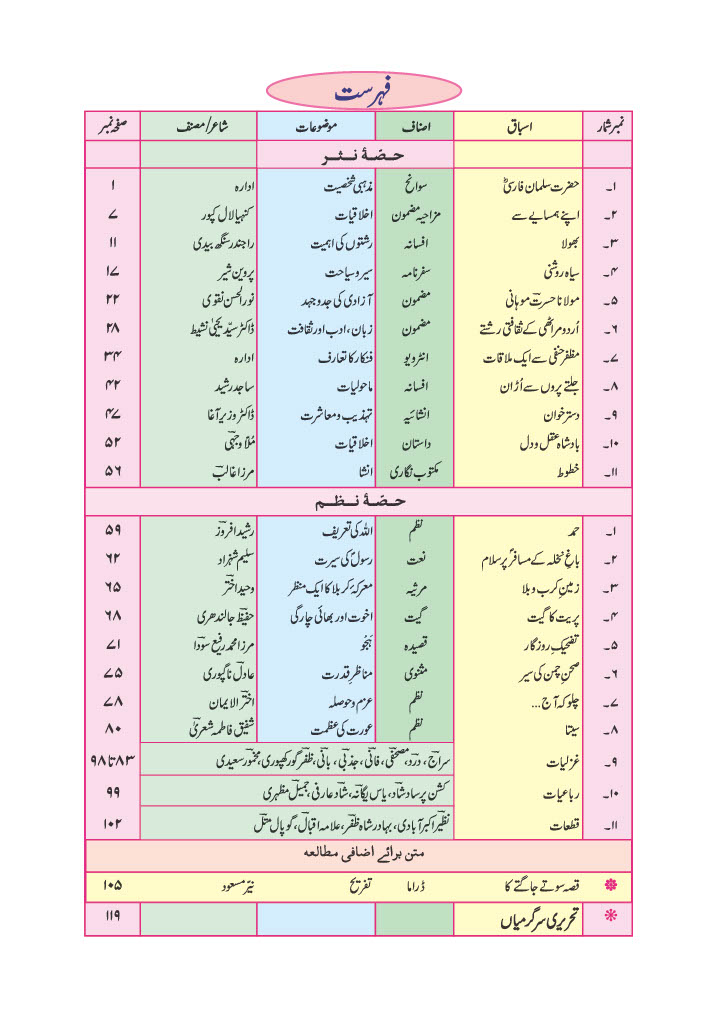 فہرست
نمبر شمار اسباق اصناف موضوعات شاعر/مصنف صفحہ نمبر
حصّۂ نثر
۱۔ حضرت سلمان فارسیؓ سوانح مذہبی شخصیت ادارہ ۱
۲۔ اپنے ہمسایے سے مزاحیہ مضمون اخلاقیات کنہیا لال کپور ۷
۳۔ بھولا افسانہ رشتوں کی اہمیت راجندر سنگھ بیدی ۱۱
۴۔ سیاہ روشنی سفرنامہ سیر و سیاحت پروین شیر ۱۷
۵۔ مولانا حسرتؔ موہانی مضمون آزادی کی جدوجہد نورالحسن نقوی ۲۲
۶۔ اُردو مراٹھی کے ثقافتی رشتے مضمون زبان، ادب اور ثقافت ڈاکٹر سیّد یحییٰ نشیط ۲۸
۷۔ مظفر حنفی سے ایک ملاقات انٹرویو فنکار کا تعارف ادارہ ۳۴
۸۔ جلتے پروں سے اُڑان افسانہ ماحولیات ساجد رشید ۴۲
۹۔ دسترخوان انشائیہ تہذیب و معاشرت ڈاکٹر وزیر آغا ۴۷
۱۰۔ بادشاہ عقل و دل داستان اخلاقیات مُلّا وجہیؔ ۵۲
۱۱۔ خطوط مکتوب نگاری انشا مرزا غالبؔ ۵۶
حصّۂ نظم
۱۔ حمد نظم اللہ کی تعریف رشید افروزؔ ۵۹
۲۔ باغِ نخلہ کے مسافرؐ پر سلام نعت رسولؐ کی سیرت سلیم شہزاد ۶۲
۳۔ زمینِ کرب و بلا مرثیہ معرکۂ کربلا کا ایک منظر وحید اخترؔ ۶۵
۴۔ پریت کا گیت گیت اخوت اور بھائی چارگی حفیظؔ جالندھری ۶۸
۵۔ تضحیکِ روزگار قصیدہ ہَجْو مرزا محمد رفیع سوداؔ ۷۱
۶۔ صحنِ چمن کی سیر مثنوی مناظرِ قدرت عادلؔ ناگپوری ۷۵
۷۔ چلو کہ آج... نظم عزم و حوصلہ اخترؔ الایمان ۷۸
۸۔ سیتا نظم عورت کی عظمت شفیق فاطمہ شعریٰؔ ۸۰
۹۔ غزلیات سراجؔ، دردؔ، مصحفیؔ، فانیؔ، جذبیؔ، بانیؔ، ظفرؔ گورکھپوری، مخمورؔ سعیدی ۸۳ تا ۹۸
۱۰۔ رباعیات کشن پرساد شادؔ، یاس یگانہؔ، شادؔ عارفی، جمیلؔ مظہری ۹۹
۱۱۔ قطعات نظیرؔ اکبر آبادی، بہادر شاہ ظفرؔ، علامہ اقبالؔ، گوپال متّلؔ ۱۰۲
متن برائے اضافی مطالعہ
قصہ سوتے جاگتے کا ڈراما تفریح نیّر مسعود ۱۰۵
تحریری سرگرمیاں ۱۱۹